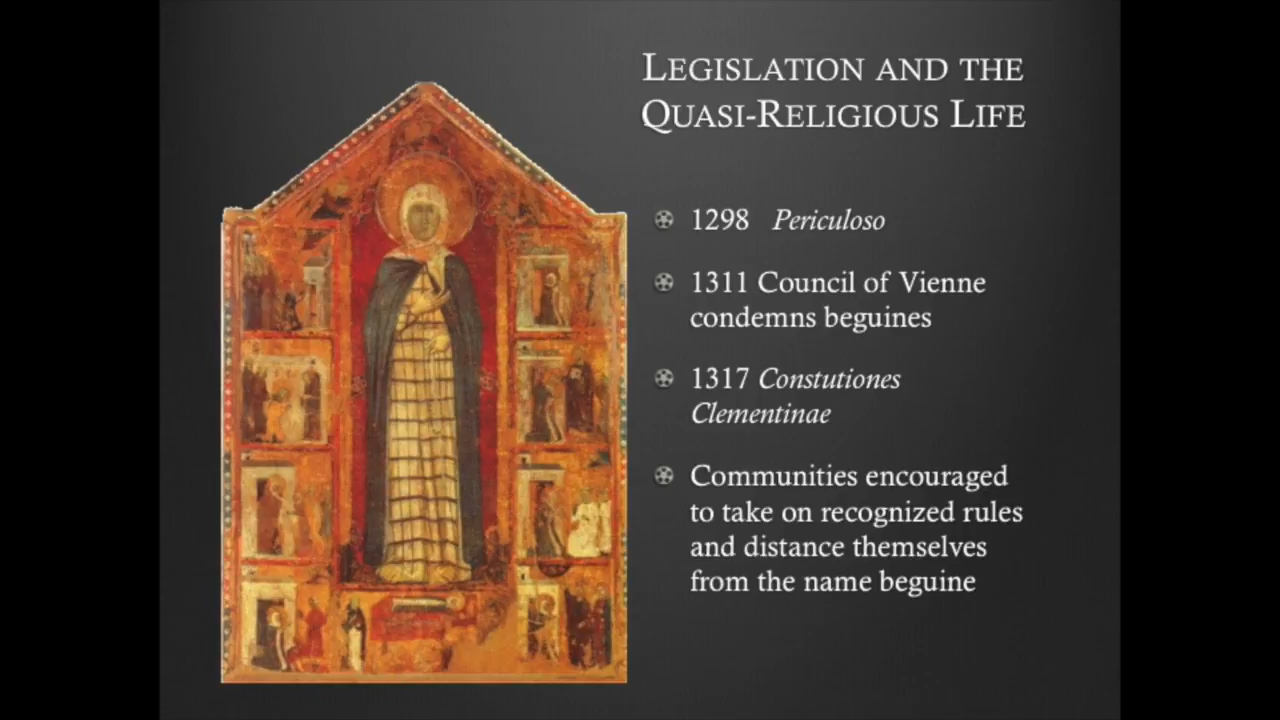 LEGISLATION AND THE
QUASI-RELIGIOUS LIFE
1298 Periculoso
1311 Council of Vienne
condemns beguines
1317 Constutiones
Clementinae
Communities encouraged
to take on recognized rules
and distance themselves
from the name beguine